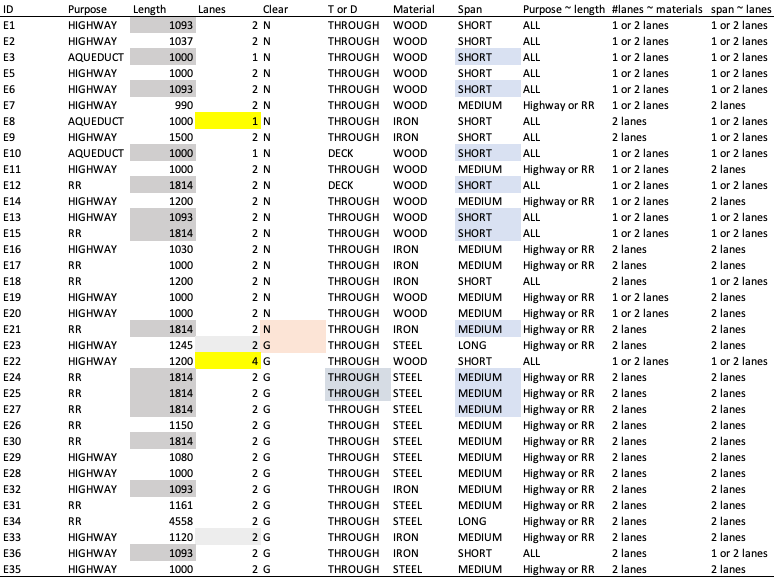 ID Purpose Length Lanes Clear T or D Material Span Purpose ~ length #lanes ~ materials span ~ lanes
E1 HIGHWAY 1093 2 N THROUGH WOOD SHORT ALL 1 or 2 lanes 1 or 2 lanes
E2 HIGHWAY 1037 2 N THROUGH WOOD SHORT ALL 1 or 2 lanes 1 or 2 lanes
E3 AQUEDUCT 1000 1 N THROUGH WOOD SHORT ALL 1 or 2 lanes 1 or 2 lanes
E5 HIGHWAY 1000 2 N THROUGH WOOD SHORT ALL 1 or 2 lanes 1 or 2 lanes
E6 HIGHWAY 1093 2 N THROUGH WOOD SHORT ALL 1 or 2 lanes 1 or 2 lanes
E7 HIGHWAY 990 2 N THROUGH WOOD MEDIUM Highway or RR 1 or 2 lanes 2 lanes
E8 AQUEDUCT 1000 1 N THROUGH IRON SHORT ALL 2 lanes 1 or 2 lanes
E9 HIGHWAY 1500 2 N THROUGH IRON SHORT ALL 2 lanes 1 or 2 lanes
E10 AQUEDUCT 1000 1 N DECK WOOD SHORT ALL 1 or 2 lanes 1 or 2 lanes
E11 HIGHWAY 1000 2 N THROUGH WOOD MEDIUM Highway or RR 1 or 2 lanes 2 lanes
E12 RR 1814 2 N DECK WOOD SHORT ALL 1 or 2 lanes 1 or 2 lanes
E14 HIGHWAY 1200 2 N THROUGH WOOD MEDIUM Highway or RR 1 or 2 lanes 2 lanes
E13 HIGHWAY 1093 2 N THROUGH WOOD SHORT ALL 1 or 2 lanes 1 or 2 lanes
E15 RR 1814 2 N THROUGH WOOD SHORT ALL 1 or 2 lanes 1 or 2 lanes
E16 HIGHWAY 1030 2 N THROUGH IRON MEDIUM Highway or RR 2 lanes 2 lanes
E17 RR 1000 2 N THROUGH IRON MEDIUM Highway or RR 2 lanes 2 lanes
E18 RR 1200 2 N THROUGH IRON SHORT ALL 2 lanes 1 or 2 lanes
E19 HIGHWAY 1000 2 N THROUGH WOOD MEDIUM Highway or RR 1 or 2 lanes 2 lanes
E20 HIGHWAY 1000 2 N THROUGH WOOD MEDIUM Highway or RR 1 or 2 lanes 2 lanes
E21 RR 1814 2 N THROUGH IRON MEDIUM Highway or RR 2 lanes 2 lanes
E23 HIGHWAY 1245 2 G THROUGH STEEL LONG Highway or RR 2 lanes 2 lanes
E22 HIGHWAY 1200 4 G THROUGH WOOD SHORT ALL 1 or 2 lanes 1 or 2 lanes
E24 RR 1814 2 G THROUGH STEEL MEDIUM Highway or RR 2 lanes 2 lanes
E25 RR 1814 2 G THROUGH STEEL MEDIUM Highway or RR 2 lanes 2 lanes
E27 RR 1814 2 G THROUGH STEEL MEDIUM Highway or RR 2 lanes 2 lanes
E26 RR 1150 2 G THROUGH STEEL MEDIUM Highway or RR 2 lanes 2 lanes
E30 RR 1814 2 G THROUGH STEEL MEDIUM Highway or RR 2 lanes 2 lanes
E29 HIGHWAY 1080 2 G THROUGH STEEL MEDIUM Highway or RR 2 lanes 2 lanes
E28 HIGHWAY 1000 2 G THROUGH STEEL MEDIUM Highway or RR 2 lanes 2 lanes
E32 HIGHWAY 1093 2 G THROUGH IRON MEDIUM Highway or RR 2 lanes 2 lanes
E31 RR 1161 2 G THROUGH STEEL MEDIUM Highway or RR 2 lanes 2 lanes
E34 RR 4558 2 G THROUGH STEEL LONG Highway or RR 2 lanes 2 lanes
E33 HIGHWAY 1120 2 G THROUGH IRON MEDIUM Highway or RR 2 lanes 2 lanes
E36 HIGHWAY 1093 2 G THROUGH IRON SHORT ALL 2 lanes 1 or 2 lanes
E35 HIGHWAY 1000 2 G THROUGH STEEL MEDIUM Highway or RR 2 lanes 2 lanes